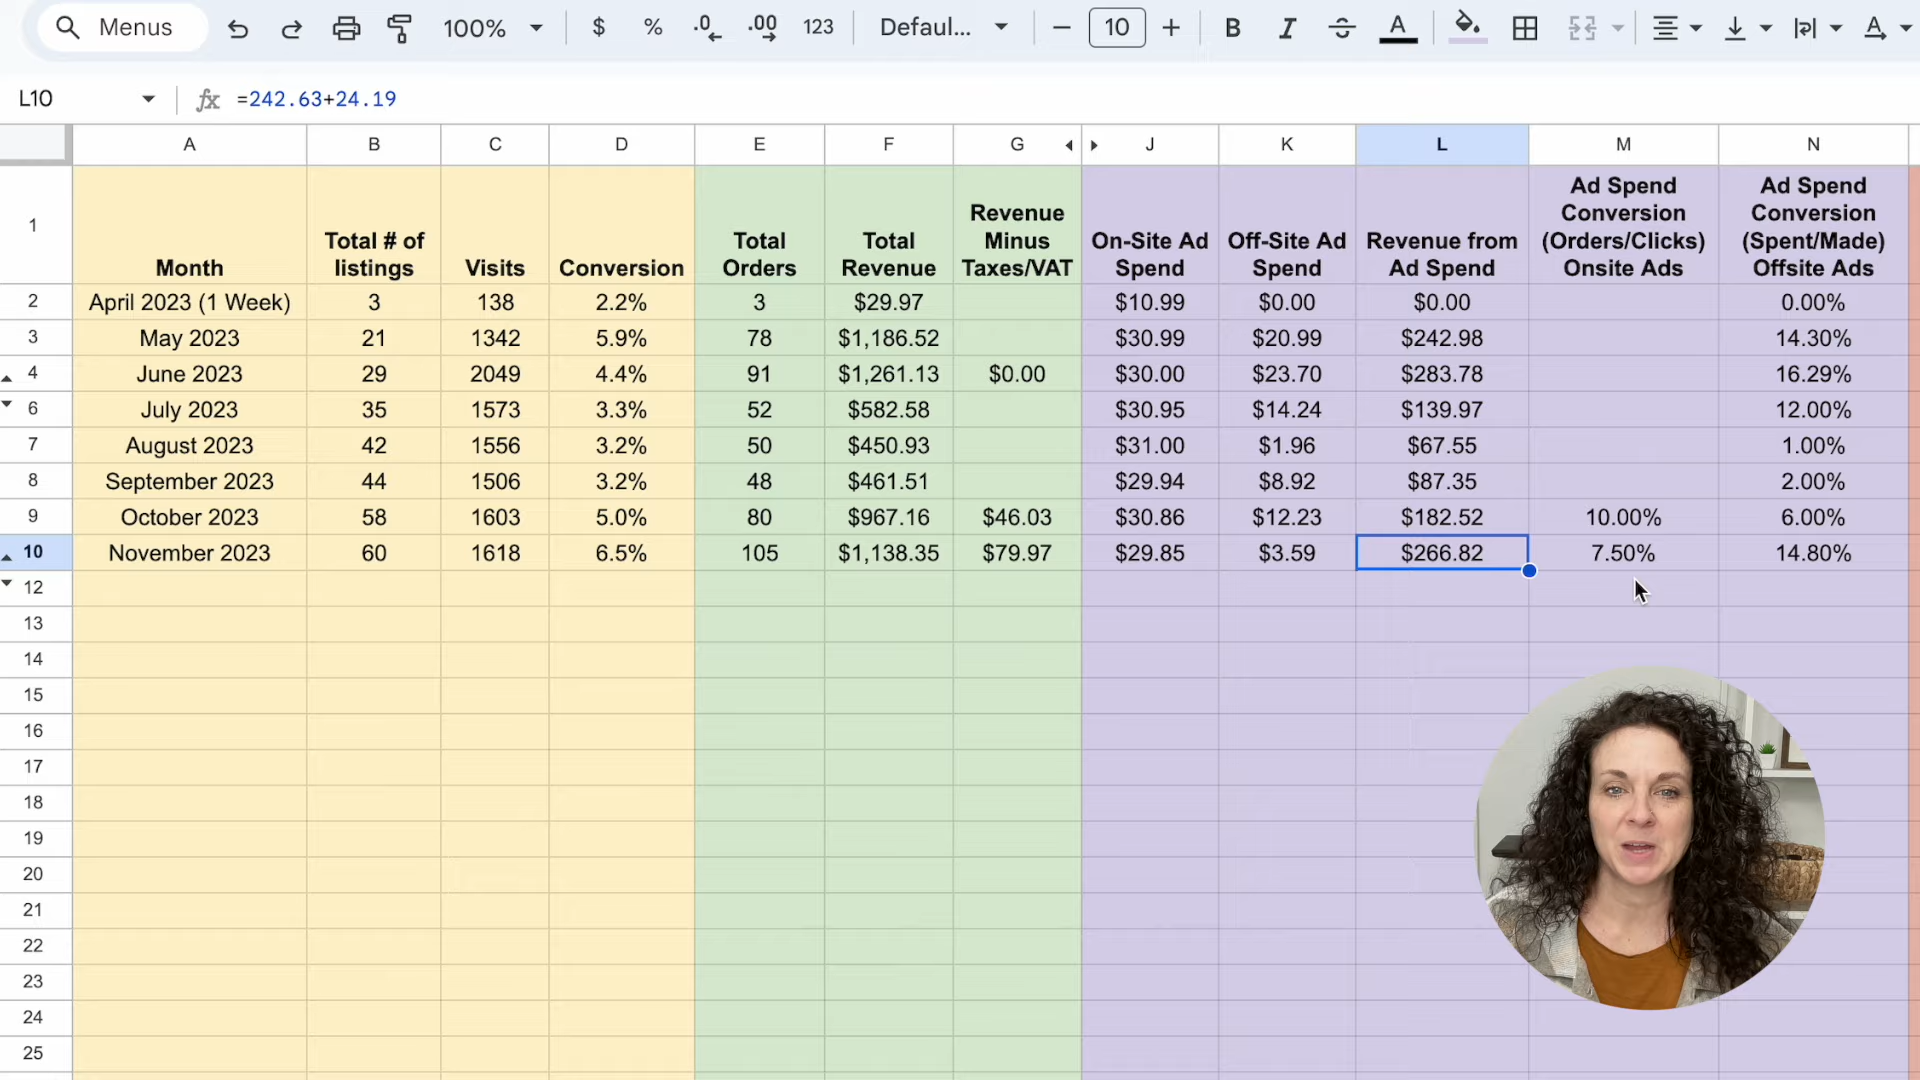 Menus 100% $ % .0 .00 123 Defaul... 10 B I A A
L10 fx =242.63+24.19
A B C D E F G J K L M N
1 Month Total # of listings Visits Conversion Total Orders Total Revenue Revenue Minus Taxes/VAT On-Site Ad Spend Off-Site Ad Spend Revenue from Ad Spend Ad Spend Conversion (Orders/Clicks) Onsite Ads Ad Spend Conversion (Spent/Made) Offsite Ads
2 April 2023 (1 Week) 3 138 2.2% 3 $29.97 $10.99 $0.00 $0.00 0.00%
3 May 2023 21 1342 5.9% 78 $1,186.52 $30.99 $20.99 $242.98 14.30%
4 June 2023 29 2049 4.4% 91 $1,261.13 $0.00 $30.00 $23.70 $283.78 16.29%
6 July 2023 35 1573 3.3% 52 $582.58 $30.95 $14.24 $139.97 12.00%
7 August 2023 42 1556 3.2% 50 $450.93 $31.00 $1.96 $67.55 1.00%
8 September 2023 44 1506 3.2% 48 $461.51 $29.94 $8.92 $87.35 2.00%
9 October 2023 58 1603 5.0% 80 $967.16 $46.03 $30.86 $12.23 $182.52 10.00% 6.00%
10 November 2023 60 1618 6.5% 105 $1,138.35 $79.97 $29.85 $3.59 $266.82 7.50% 14.80%
12
13
14
15
16
17
18
19
20
21
22
23
24
25